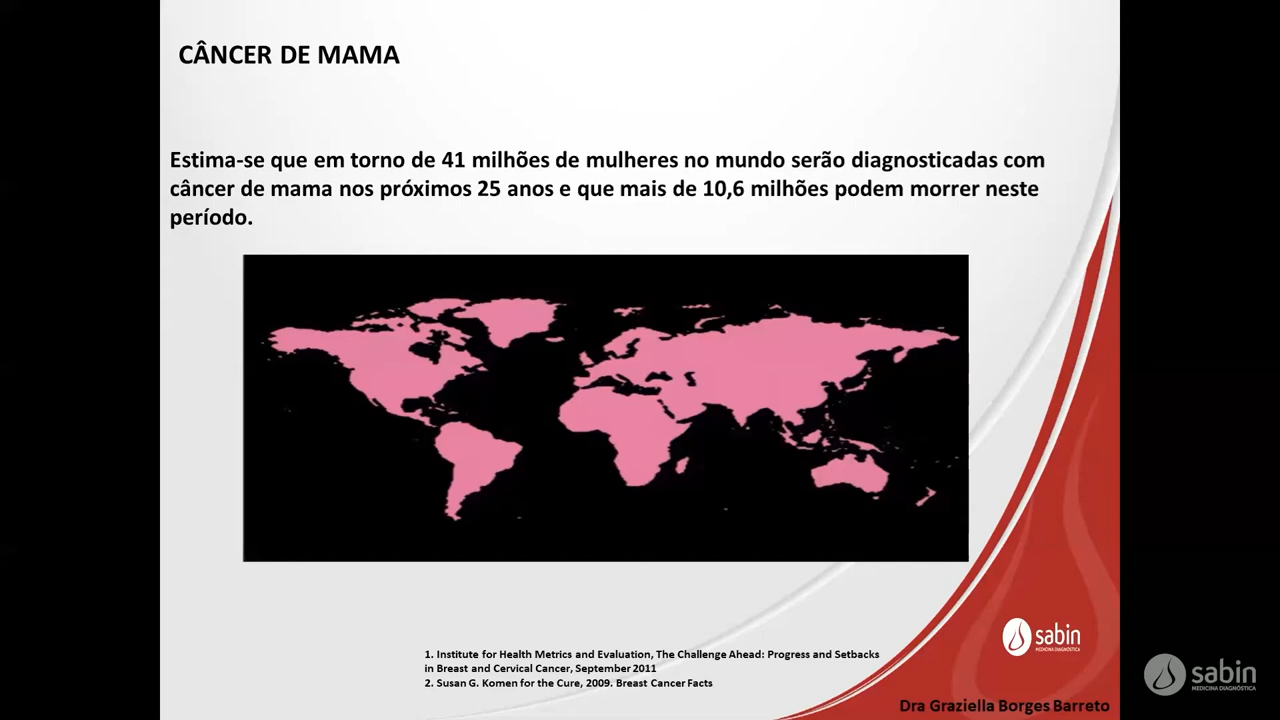 CÂNCER DE MAMA
Estima-se que em torno de 41 milhões de mulheres no mundo serão diagnosticadas com
câncer de mama nos próximos 25 anos e que mais de 10,6 milhões podem morrer neste
período.
1. Institute for Health Metrics and Evaluation, The Challenge Ahead: Progress and Setbacks
in Breast and Cervical Cancer, September 2011
2. Susan G. Komen for the Cure, 2009. Breast Cancer Facts
sabin
MEDICINA DIAGNÓSTICA
sabin
MEDICINA DIAGNÓSTICA
Dra Graziella Borges Barreto